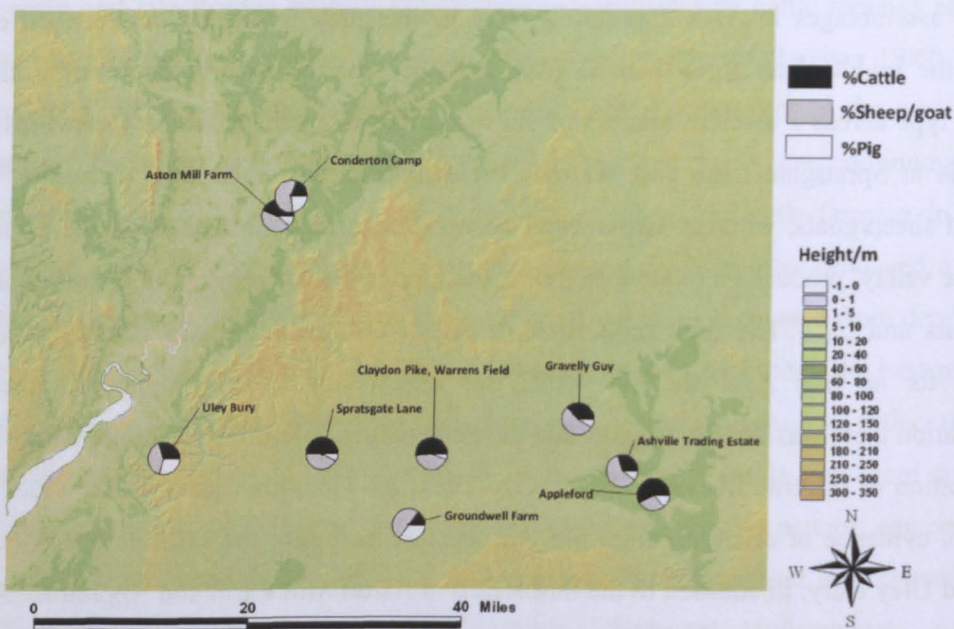 %Cattle
%Sheep/goat
%Pig
Conderton Camp
Aston Mill Farm
Height/m
-1 - 0
0 - 1
1 - 5
5 - 10
10 - 20
20 - 40
40 - 60
60 - 80
80 - 100
100 - 120
120 - 150
150 - 180
180 - 210
210 - 250
250 - 300
300 - 350
Gravelly Guy
Claydon Pike, Warrens Field
Uley Bury
Spratsgate Lane
Ashville Trading Estate
Appleford
Groundwell Farm
N
W
E
S
0
20
40
Miles